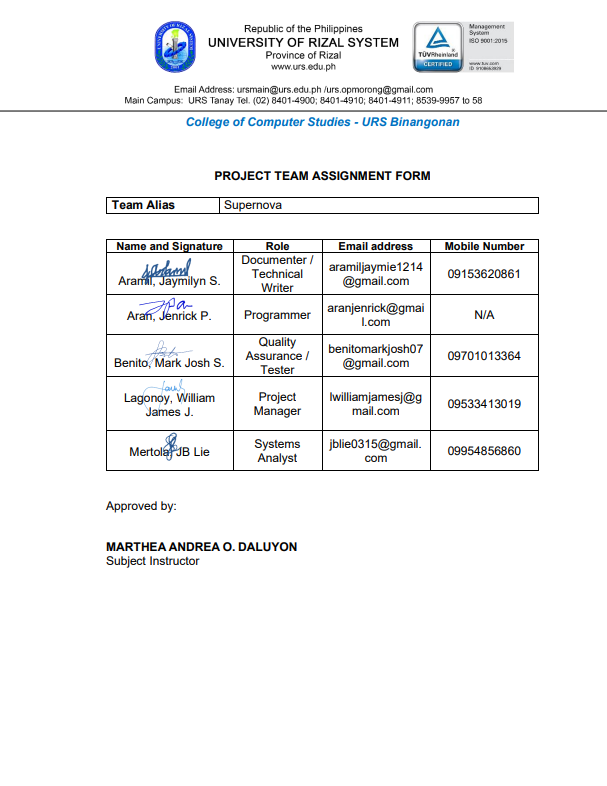 Republic of the Philippines
UNIVERSITY OF RIZAL SYSTEM
Province of Rizal
www.urs.edu.ph
TÜVRheinland
CERTIFIED
Management
System
ISO 9001:2015
www.tuv.com
Email Address: ursmain@urs.edu.ph /urs.opmorong@gmail.com
Main Campus: URS Tanay Tel. (02) 8401-4900; 8401-4910; 8401-4911; 8539-9957 to 58
College of Computer Studies - URS Binangonan
PROJECT TEAM ASSIGNMENT FORM
Team Alias Supernova
Name and Signature Role Email address Mobile Number
Aramil, Jaymilyn S.
Documenter /
Technical
Writer
aramiljaymie1214
@gmail.com
09153620861
Aran, Jenrick P.
Programmer
aranjenrick@gmai
l.com
N/A
Benito, Mark Josh S.
Quality
Assurance /
Tester
benitomarkjosh07
@gmail.com
09701013364
Lagonoy, William
James J.
Project
Manager
lwilliamjamesj@g
mail.com
09533413019
Mertola, JB Lie
Systems
Analyst
jblie0315@gmail.
com
09954856860
Approved by:
MARTHEA ANDREA O. DALUYON
Subject Instructor